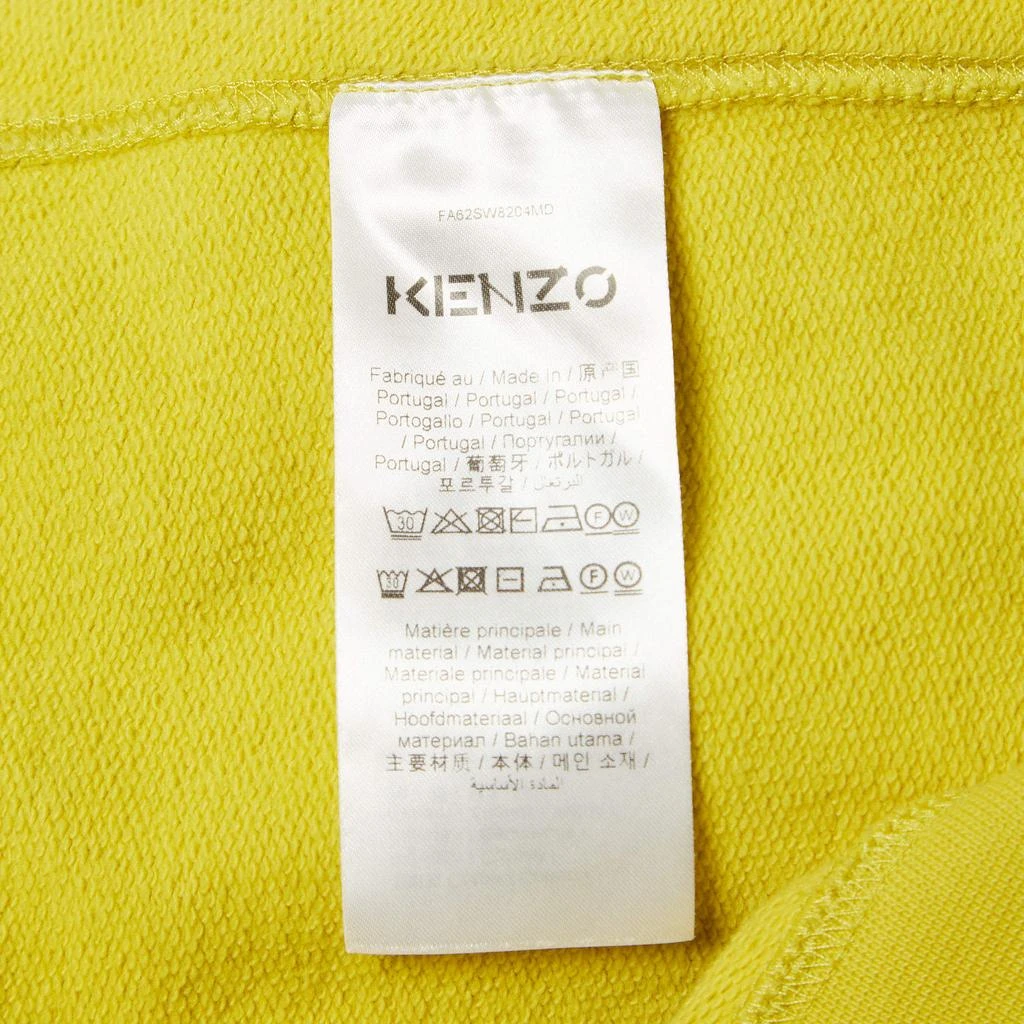 FA62SW8204MD
KENZO
Fabriqué au / Made in / 原产国
Portugal / Portugal / Portugal /
Portogallo / Portugal / Portugal
/ Portugal / Португалии /
Portugal / 葡萄牙 / ポルトガル /
포르투갈 / البرتغال
30 F W
30 F W
Matière principale / Main
material / Material principal /
Materiale principale / Material
principal / Hauptmaterial /
Hoofdmateriaal / Основной
материал / Bahan utama /
主要材质 / 本体 / 메인 소재 /
المادة الأساسية